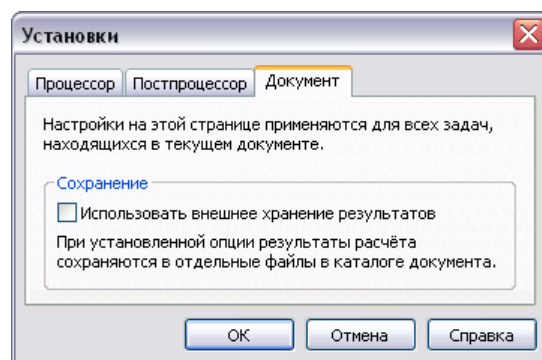 Установки
Процессор Постпроцессор Документ
Настройки на этой странице применяются для всех задач,
находящихся в текущем документе.
Сохранение
Использовать внешнее хранение результатов
При установленной опции результаты расчёта
сохраняются в отдельные файлы в каталоге документа.
ОК Отмена Справка